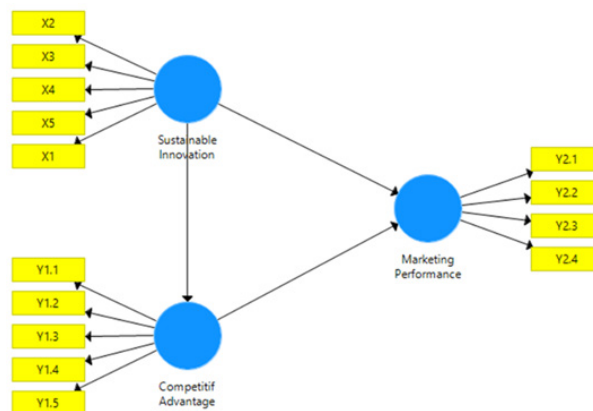 X2
X3
X4
X5
X1
Sustainable
Innovation
Y2.1
Y2.2
Y2.3
Y2.4
Marketing
Performance
Y1.1
Y1.2
Y1.3
Y1.4
Y1.5
Competitif
Advantage